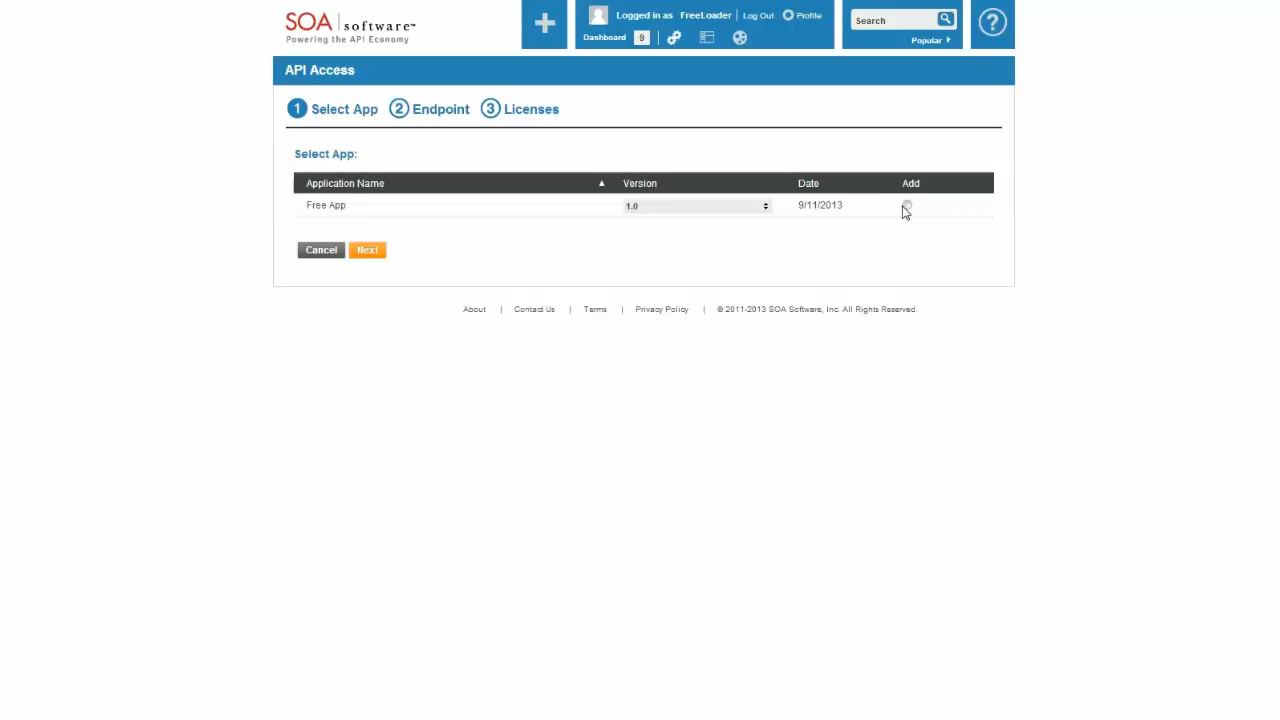 SOA software™
Powering the API Economy
Logged in as FreeLoader | Log Out Profile
Dashboard 9
Search
Popular
?
API Access
1 Select App 2 Endpoint 3 Licenses
Select App:
Application Name ▲ Version Date Add
Free App 1.0 9/11/2013
Cancel Next
About | Contact Us | Terms | Privacy Policy | © 2011-2013 SOA Software, Inc. All Rights Reserved.